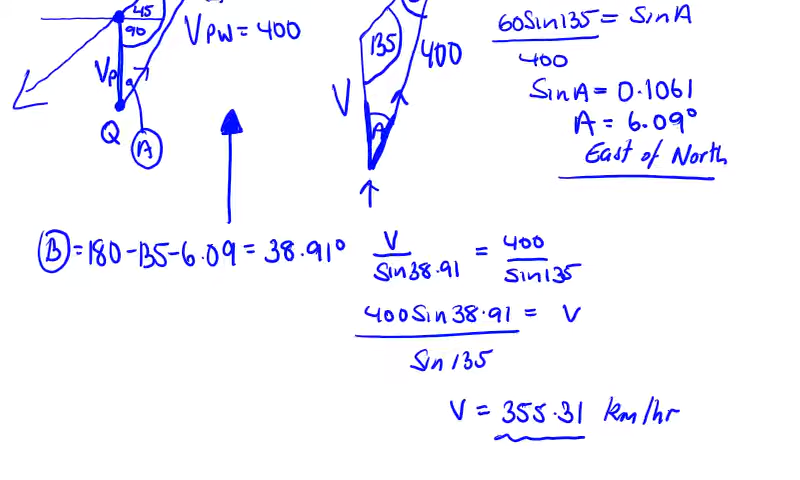 45
90
VPW = 400
Vp
Q
A
135
400
V
A
60Sin135 = SinA
400
SinA = 0.1061
A = 6.09°
East of North
B = 180 - 135 - 6.09 = 38.91°
V = 400
Sin38.91 Sin135
400Sin38.91 = V
Sin 135
V = 355.31 km/hr